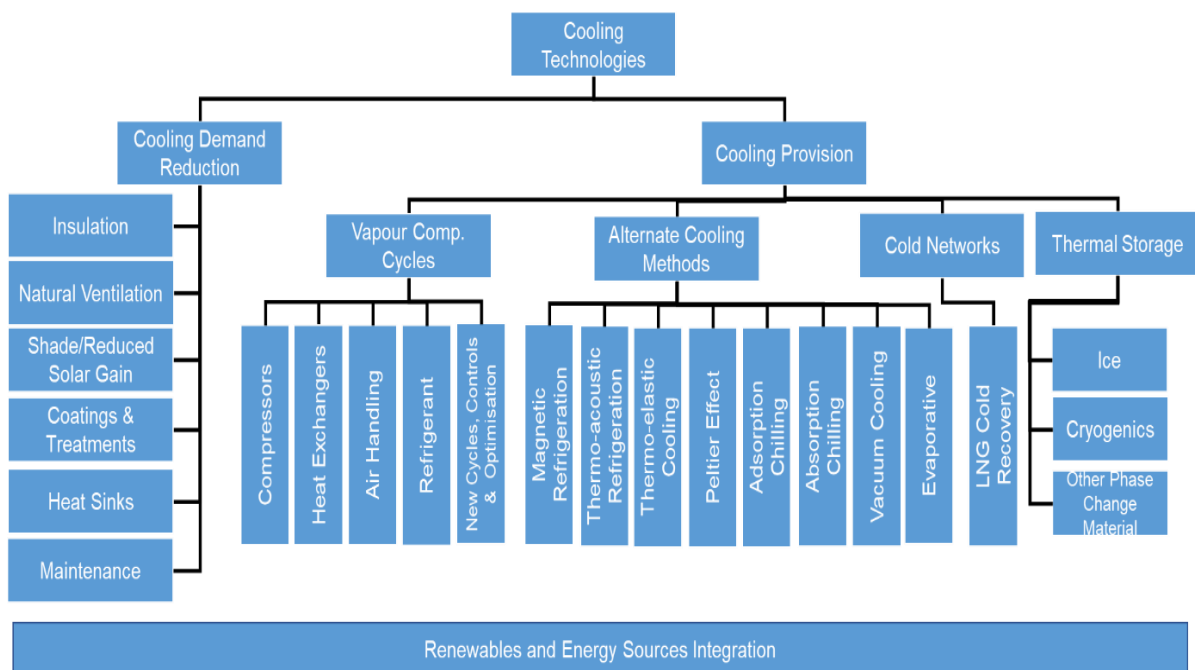 Cooling
Technologies
Cooling Demand
Reduction
Cooling Provision
Insulation
Natural Ventilation
Shade/Reduced
Solar Gain
Coatings &
Treatments
Heat Sinks
Maintenance
Vapour Comp.
Cycles
Alternate Cooling
Methods
Cold Networks
Thermal Storage
Compressors
Heat Exchangers
Air Handling
Refrigerant
New Cycles, Controls
& Optimisation
Magnetic
Refrigeration
Thermo-acoustic
Refrigeration
Thermo-elastic
Cooling
Peltier Effect
Adsorption
Chilling
Absorption
Chilling
Vacuum Cooling
Evaporative
LNG Cold
Recovery
Ice
Cryogenics
Other Phase
Change
Material
Renewables and Energy Sources Integration